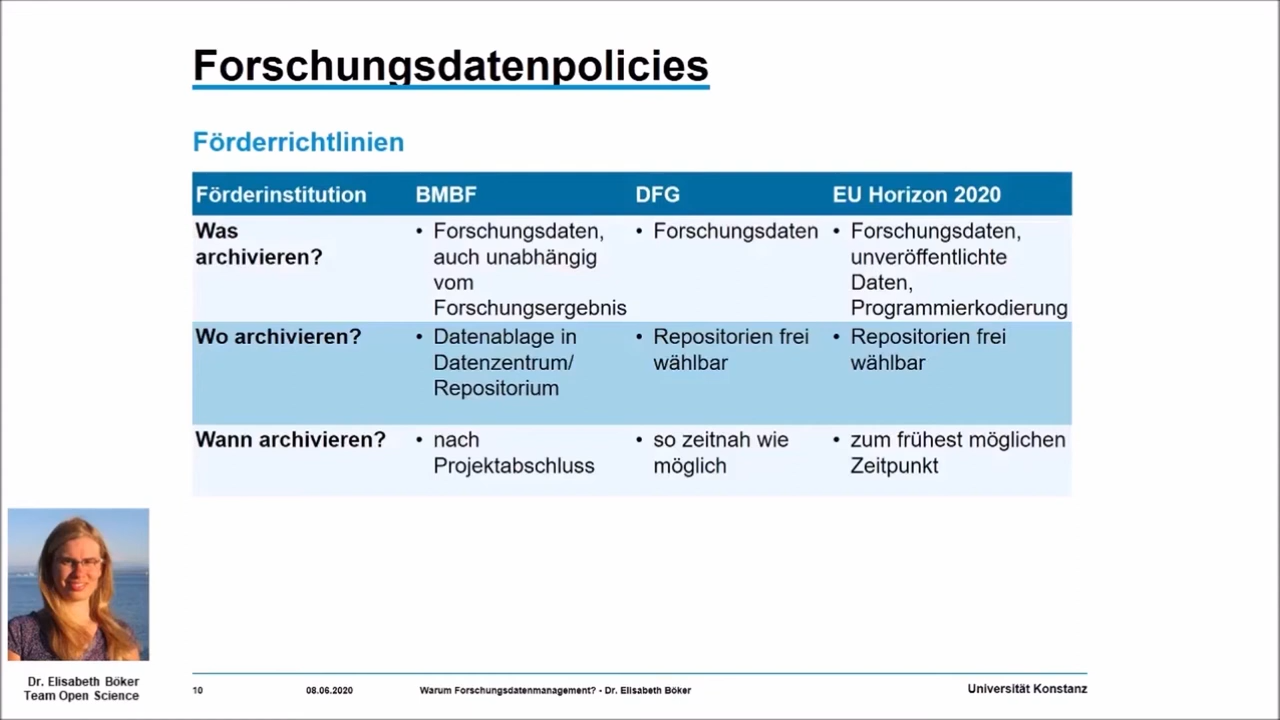 Forschungsdatenpolicies
Förderrichtlinien
Förderinstitution BMBF DFG EU Horizon 2020
Was archivieren?
• Forschungsdaten, auch unabhängig vom Forschungsergebnis
• Forschungsdaten
• Forschungsdaten, unveröffentlichte Daten, Programmierkodierung
Wo archivieren?
• Datenablage in Datenzentrum/ Repositorium
• Repositorien frei wählbar
• Repositorien frei wählbar
Wann archivieren?
• nach Projektabschluss
• so zeitnah wie möglich
• zum frühest möglichen Zeitpunkt
Dr. Elisabeth Böker
Team Open Science
10 08.06.2020 Warum Forschungsdatenmanagement? - Dr. Elisabeth Böker Universität Konstanz